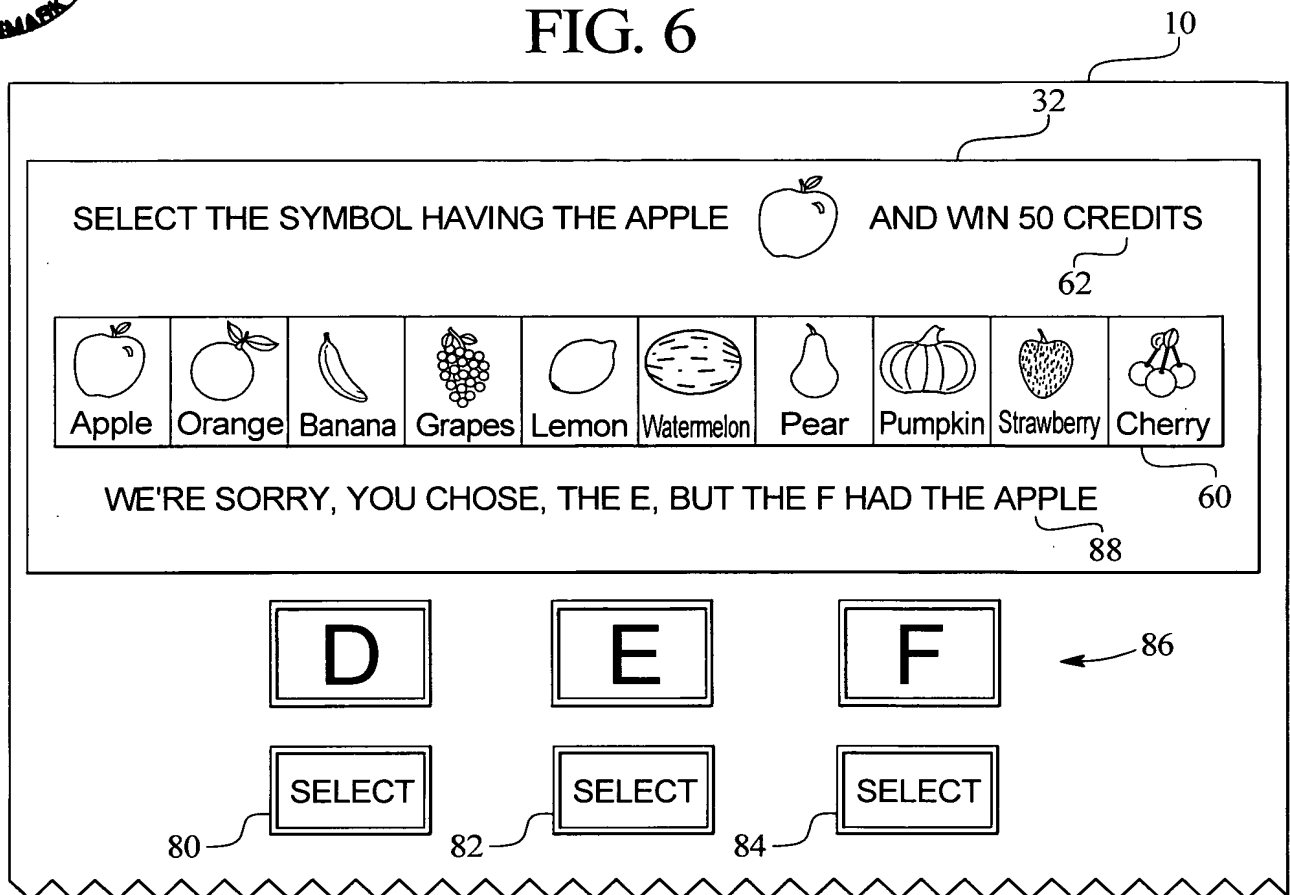 FIG. 6
10
32
SELECT THE SYMBOL HAVING THE APPLE AND WIN 50 CREDITS
62
Apple Orange Banana Grapes Lemon Watermelon Pear Pumpkin Strawberry Cherry
WE'RE SORRY, YOU CHOSE, THE E, BUT THE F HAD THE APPLE
60
88
D E F
86
SELECT SELECT SELECT
80 82 84